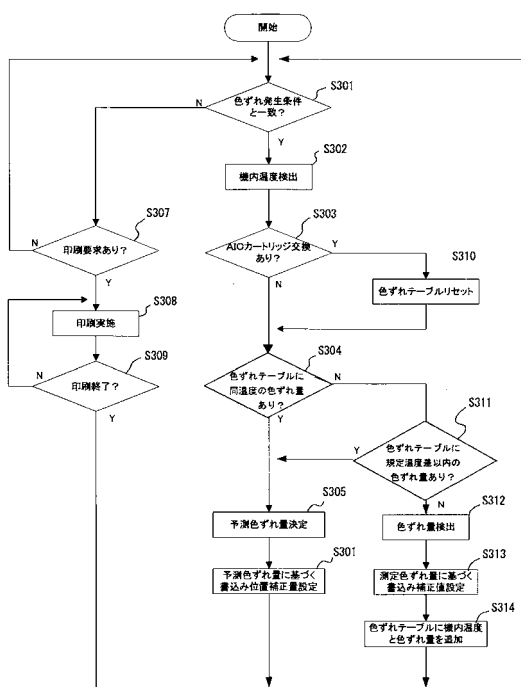 開始
S301
色ずれ発生条件
と一致?
N
Y
S302
機内温度検出
S303
AIOカートリッジ交換
あり?
Y
N
S310
色ずれテーブルリセット
S307
印刷要求あり?
N
Y
S308
印刷実施
S309
印刷終了?
N
Y
S304
色ずれテーブルに
同温度の色ずれ量
あり?
N
Y
S311
色ずれテーブルに
規定温度差以内の
色ずれ量あり?
Y
N
S305
予測色ずれ量決定
S301
予測色ずれ量に基づく
書込み位置補正量設定
S312
色ずれ量検出
S313
測定色ずれ量に基づく
書込み補正値設定
S314
色ずれテーブルに機内温度
と色ずれ量を追加